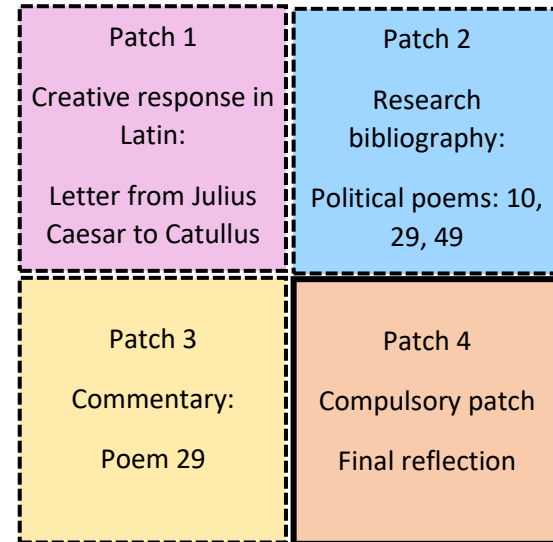 Patch 1
Creative response in
Latin:
Letter from Julius
Caesar to Catullus
Patch 2
Research
bibliography:
Political poems: 10,
29, 49
Patch 3
Commentary:
Poem 29
Patch 4
Compulsory patch
Final reflection